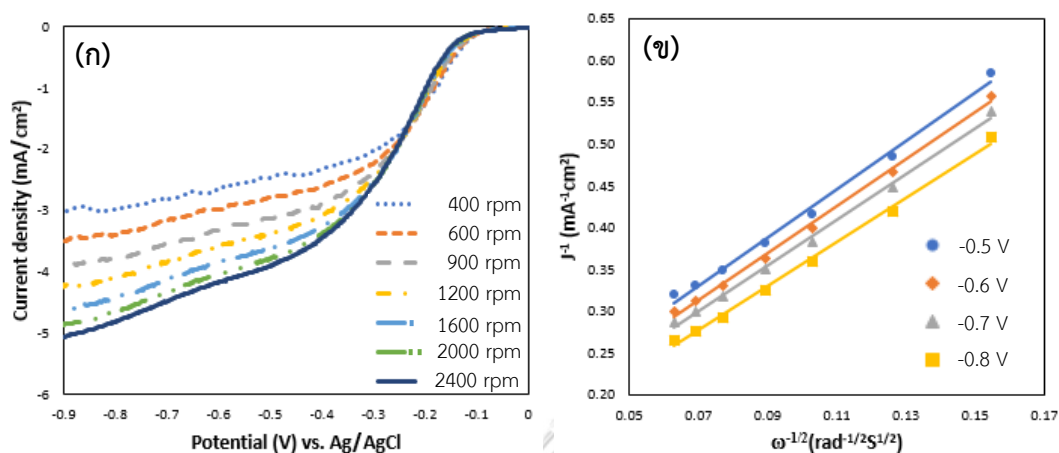 (ก)
0
-1
-2
-3
-4
-5
-6
Current density (mA/cm²)
400 rpm
600 rpm
900 rpm
1200 rpm
1600 rpm
2000 rpm
2400 rpm
-0.9 -0.8 -0.7 -0.6 -0.5 -0.4 -0.3 -0.2 -0.1 0
Potential (V) vs. Ag/AgCl
(ข)
0.65
0.60
0.55
0.50
0.45
0.40
0.35
0.30
0.25
0.20
J⁻¹ (mA⁻¹cm²)
-0.5 V
-0.6 V
-0.7 V
-0.8 V
0.05 0.07 0.09 0.11 0.13 0.15 0.17
ω⁻¹/²(rad⁻¹/²S¹/²)